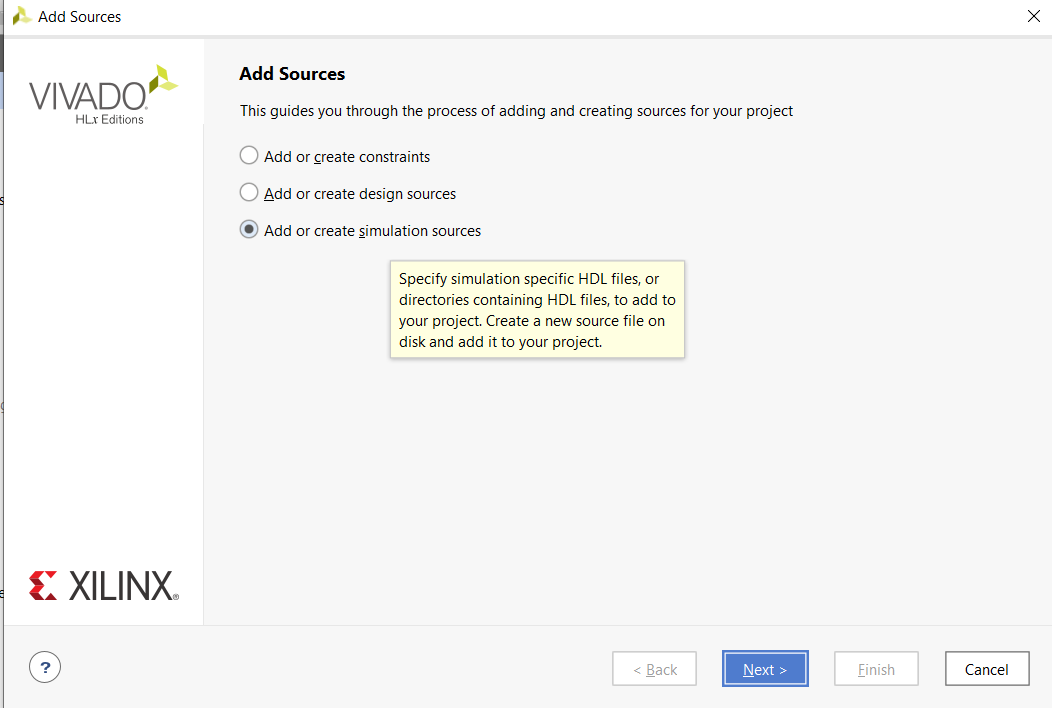 Add Sources
VIVADO
HLx Editions
Add Sources
This guides you through the process of adding and creating sources for your project
Add or create constraints
Add or create design sources
Add or create simulation sources
Specify simulation specific HDL files, or
directories containing HDL files, to add to
your project. Create a new source file on
disk and add it to your project.
XILINX®
?
< Back
Next >
Finish
Cancel